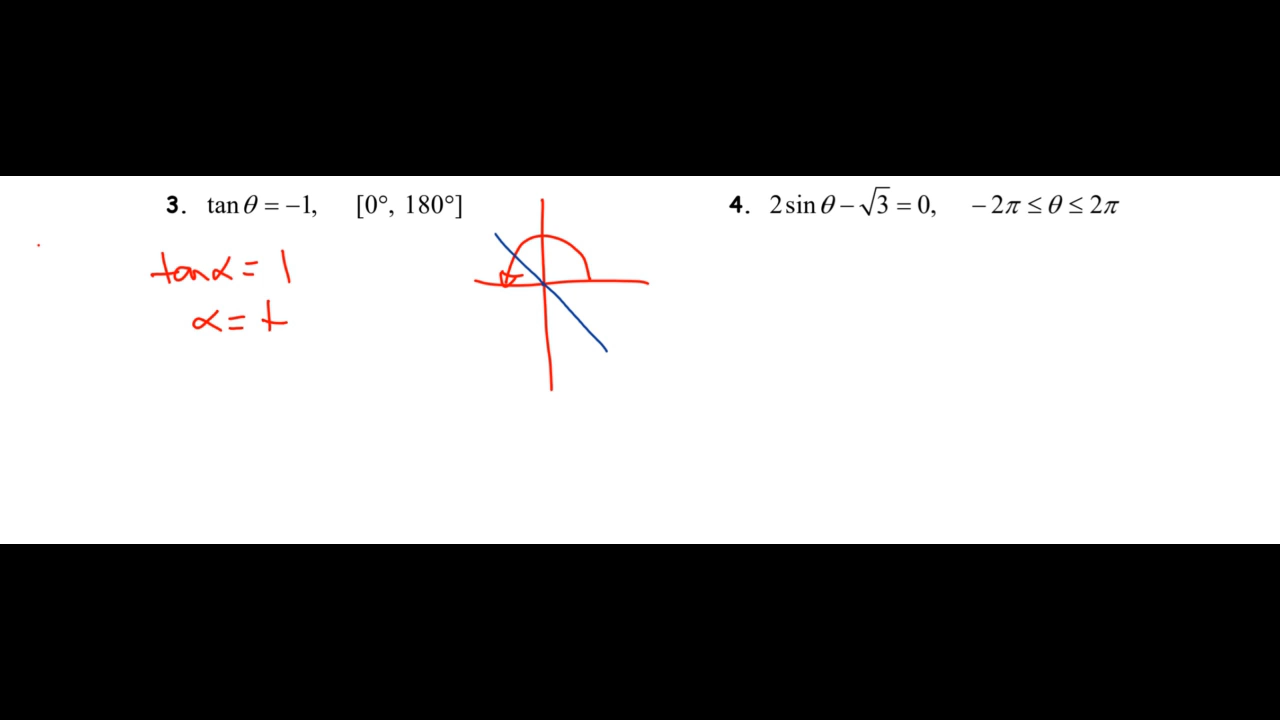 3. tan θ = −1, [0°, 180°]
tan α = 1
α = t
4. 2 sin θ − √3 = 0, − 2π ≤ θ ≤ 2π